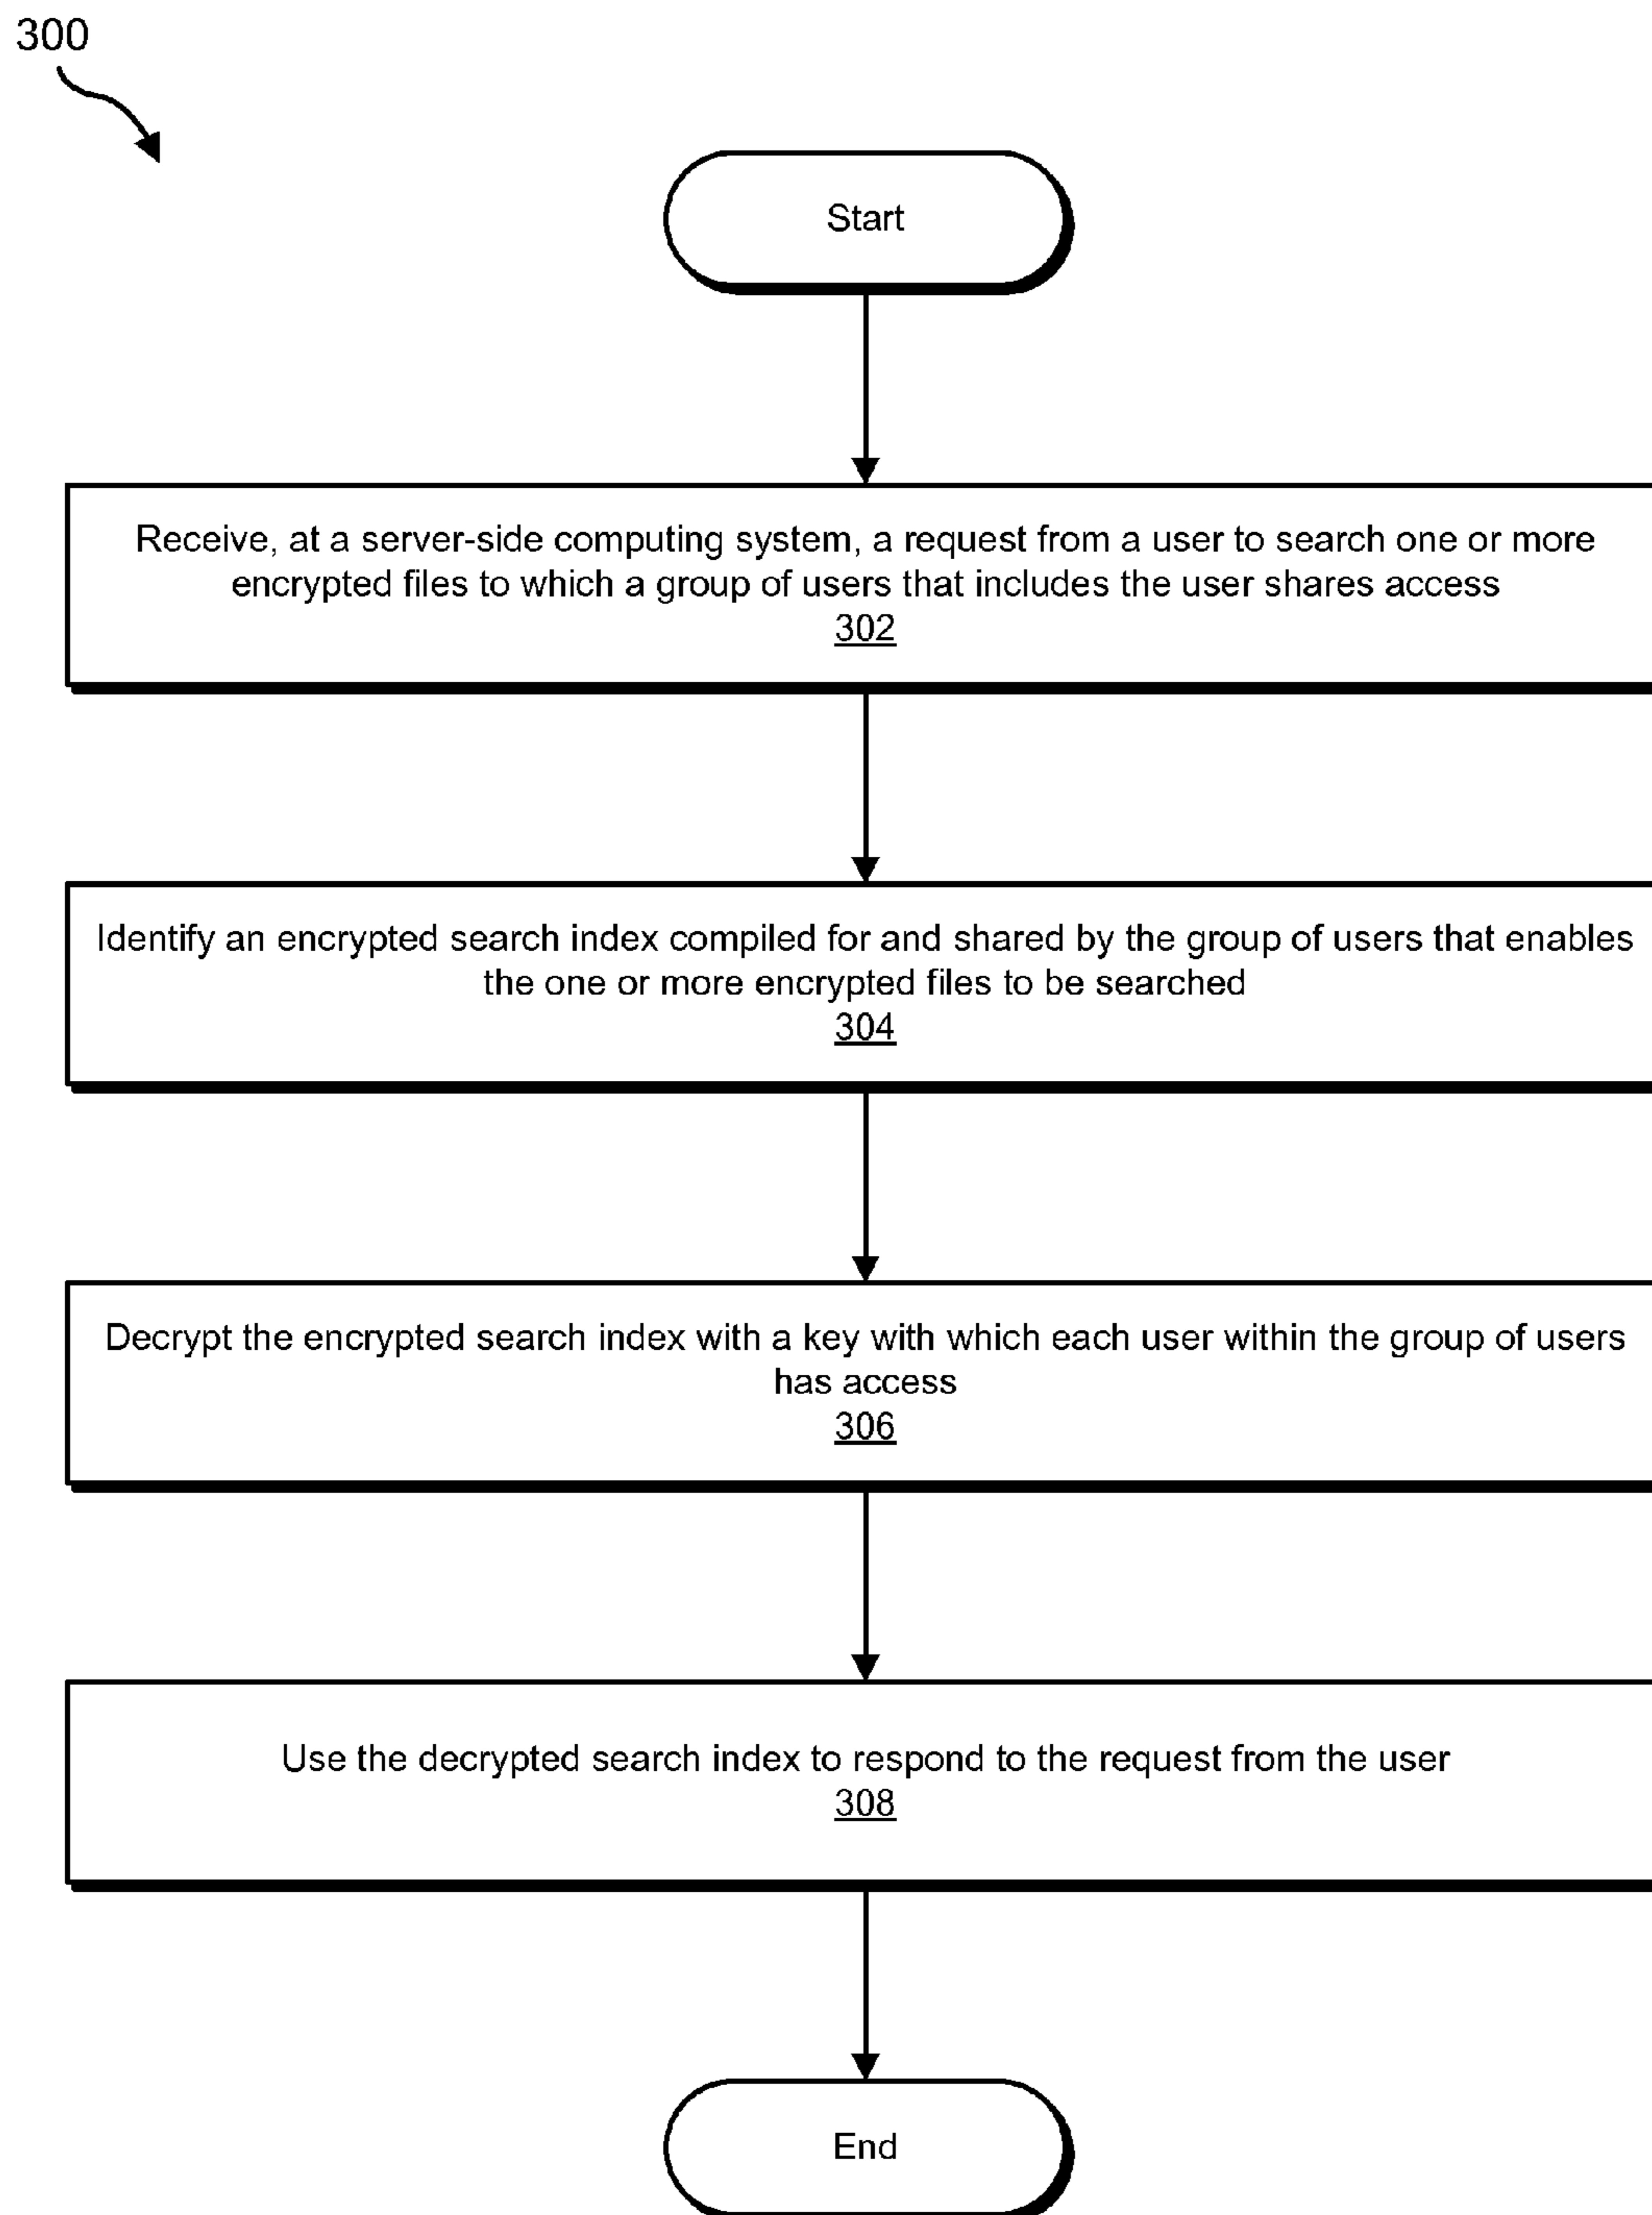 300
Start
Receive, at a server-side computing system, a request from a user to search one or more
encrypted files to which a group of users that includes the user shares access
302
Identify an encrypted search index compiled for and shared by the group of users that enables
the one or more encrypted files to be searched
304
Decrypt the encrypted search index with a key with which each user within the group of users
has access
306
Use the decrypted search index to respond to the request from the user
308
End